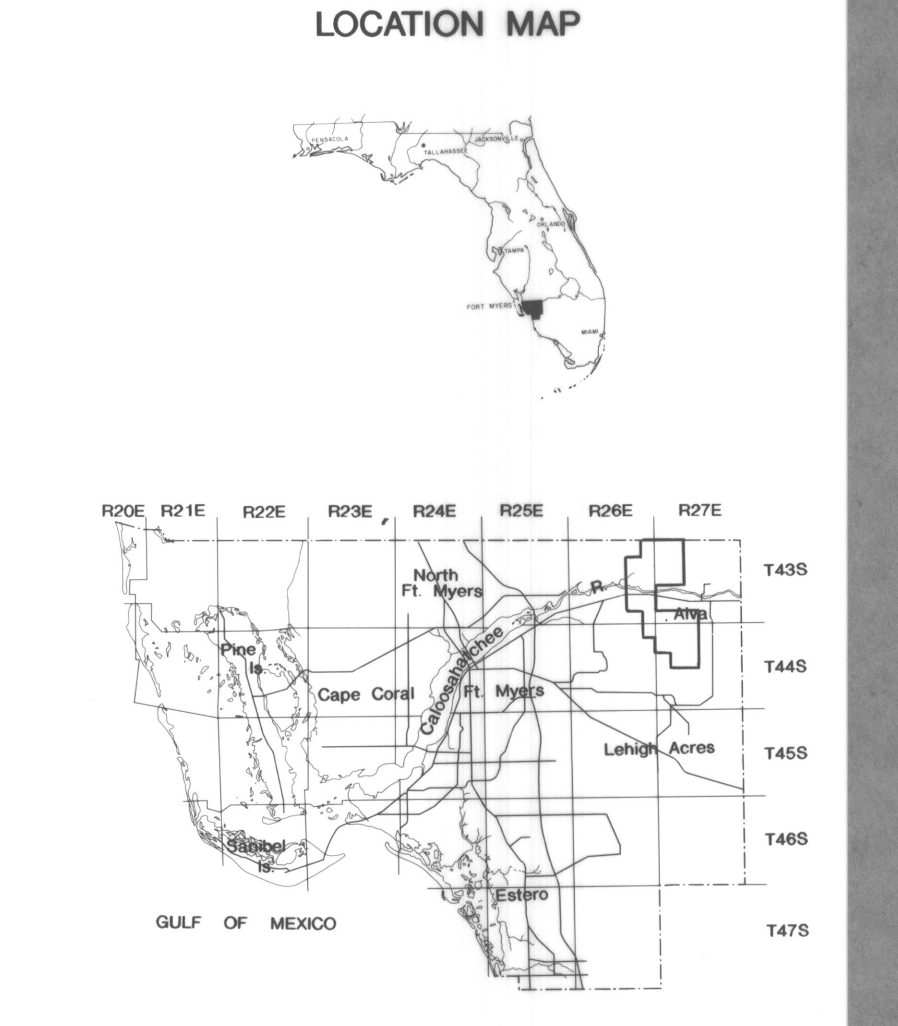 LOCATION MAP
PENSACOLA
TALLAHASSEE
JACKSONVILLE
ORLANDO
TAMPA
FORT MYERS
MIAMI
R20E R21E R22E R23E R24E R25E R26E R27E
T43S
North
Ft. Myers
R
Alva
Pine
Is.
T44S
Caloosahatchee
Cape Coral
Ft. Myers
Lehigh Acres
T45S
Sanibel
Is.
T46S
Estero
GULF OF MEXICO
T47S